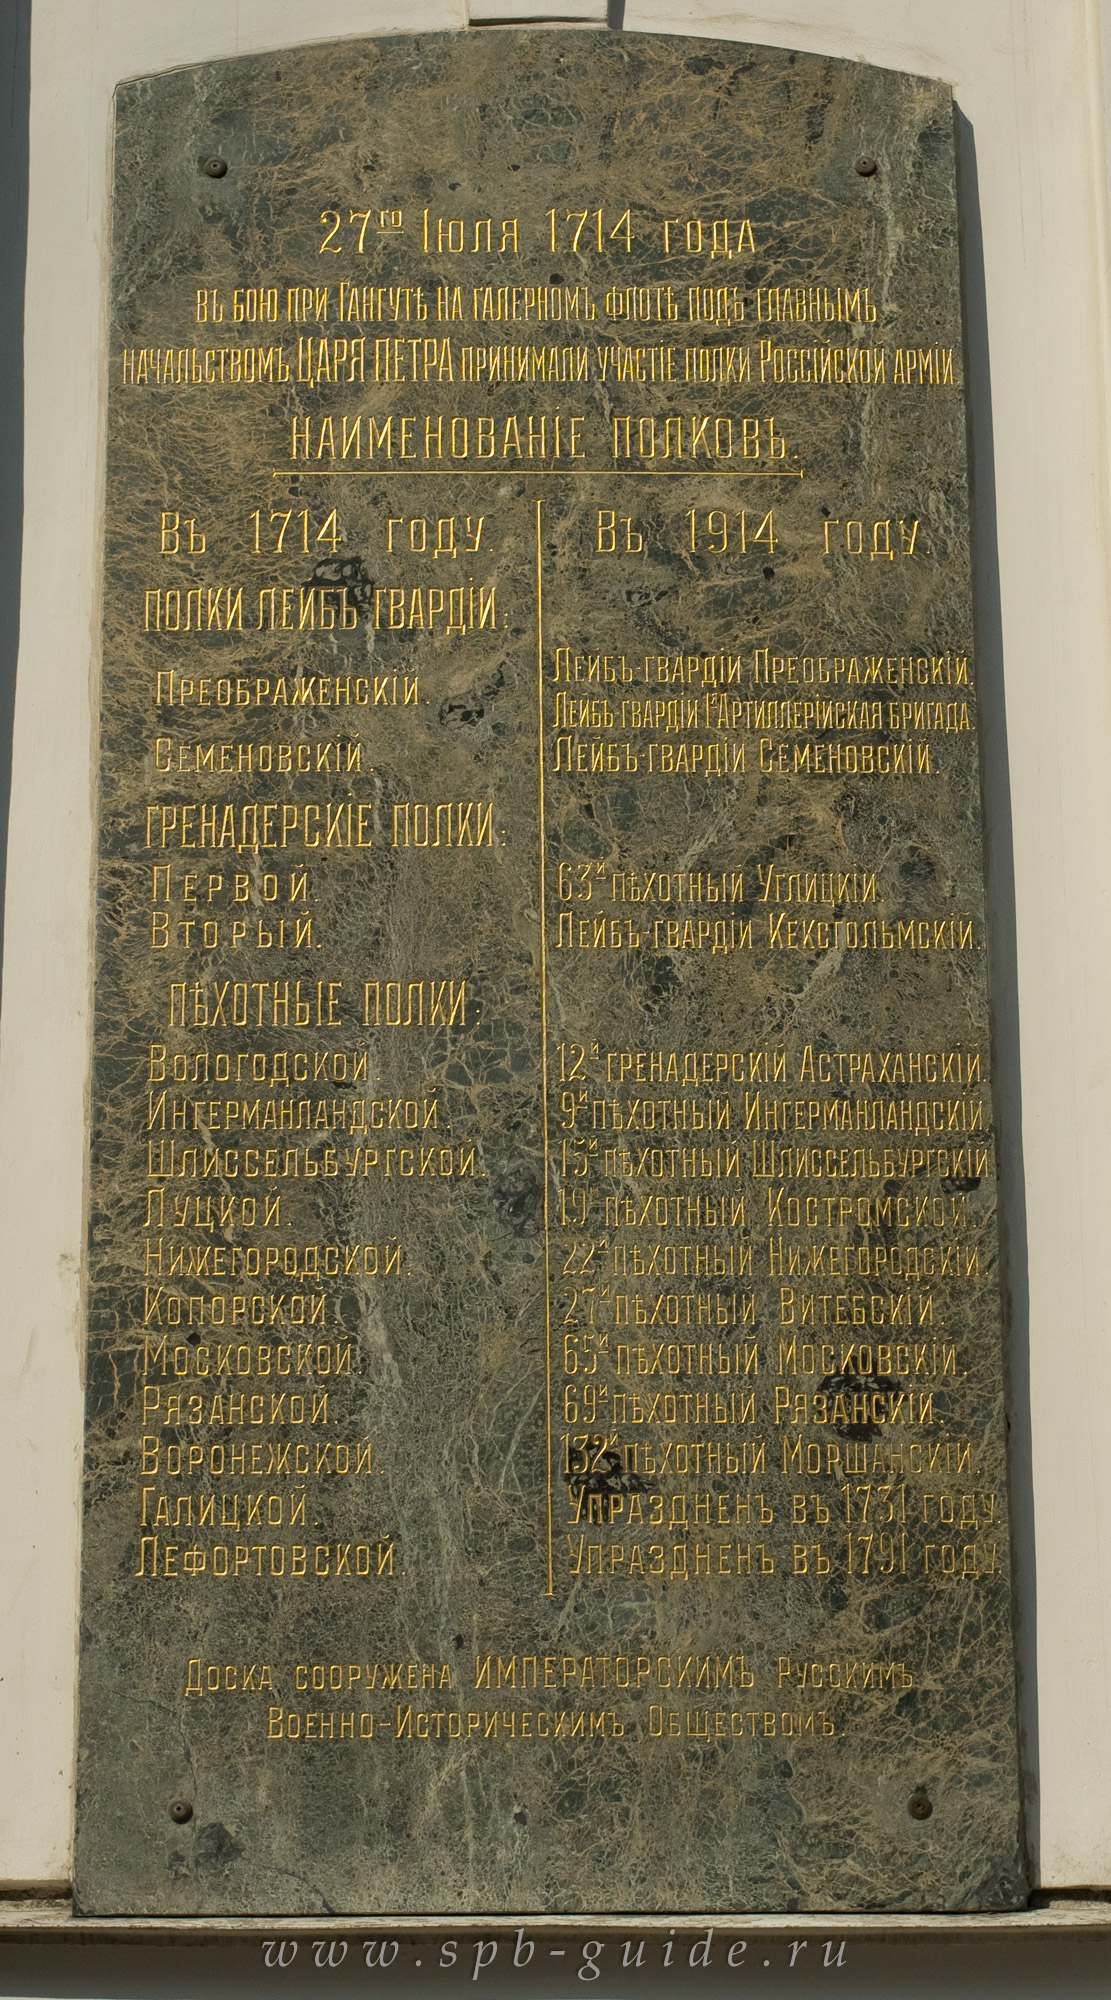 27го Іюля 1714 года
въ бою при Гангутѣ на галерномъ флотѣ подъ главнымъ
начальствомъ ЦАРЯ ПЕТРА принимали участіе полки Россійской арміи
НАИМЕНОВАНІЕ ПОЛКОВЪ.
Въ 1714 году.
Въ 1914 году.
ПОЛКИ ЛЕЙБЪ ГВАРДІИ:
Преображенскій.
Лейбъ-гвардіи Преображенскій.
Лейбъ-гвардіи 1я Артиллерійская бригада.
Семеновскій.
Лейбъ-гвардіи Семеновскій.
ГРЕНАДЕРСКІЕ ПОЛКИ:
Первой.
63й пѣхотный Углицкій.
Вторый.
Лейбъ-гвардіи Кексгольмскій.
ПѢХОТНЫЕ ПОЛКИ:
Вологодской.
12й гренадерскій Астраханскій.
Ингерманландской.
9й пѣхотный Ингерманландскій.
Шлиссельбургской.
15й пѣхотный Шлиссельбургскій
Луцкой.
19й пѣхотный Костромской.
Нижегородской.
22й пѣхотный Нижегородскій.
Копорской.
27й пѣхотный Витебскій.
Московской.
65й пѣхотный Московскій.
Рязанской.
69й пѣхотный Рязанскій.
Воронежской.
132й пѣхотный Моршанскій.
Галицкой.
Упраздненъ въ 1731 году.
Лефортовской.
Упраздненъ въ 1791 году.
Доска сооружена ИМПЕРАТОРСКИМЪ Русскимъ
Военно-Историческимъ Обществомъ.
www.spb-guide.ru